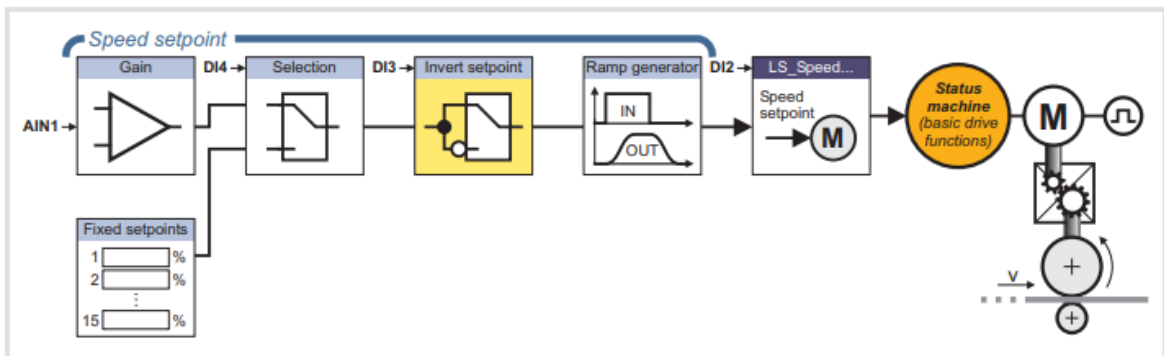 Speed setpoint
Gain
DI4
Selection
DI3
Invert setpoint
Ramp generator
DI2
LS_Speed...
AIN1
IN
OUT
Speed
setpoint
M
Status
machine
(basic drive
functions)
M
Fixed setpoints
1 %
2 %
⋮
15 %
V
+
+